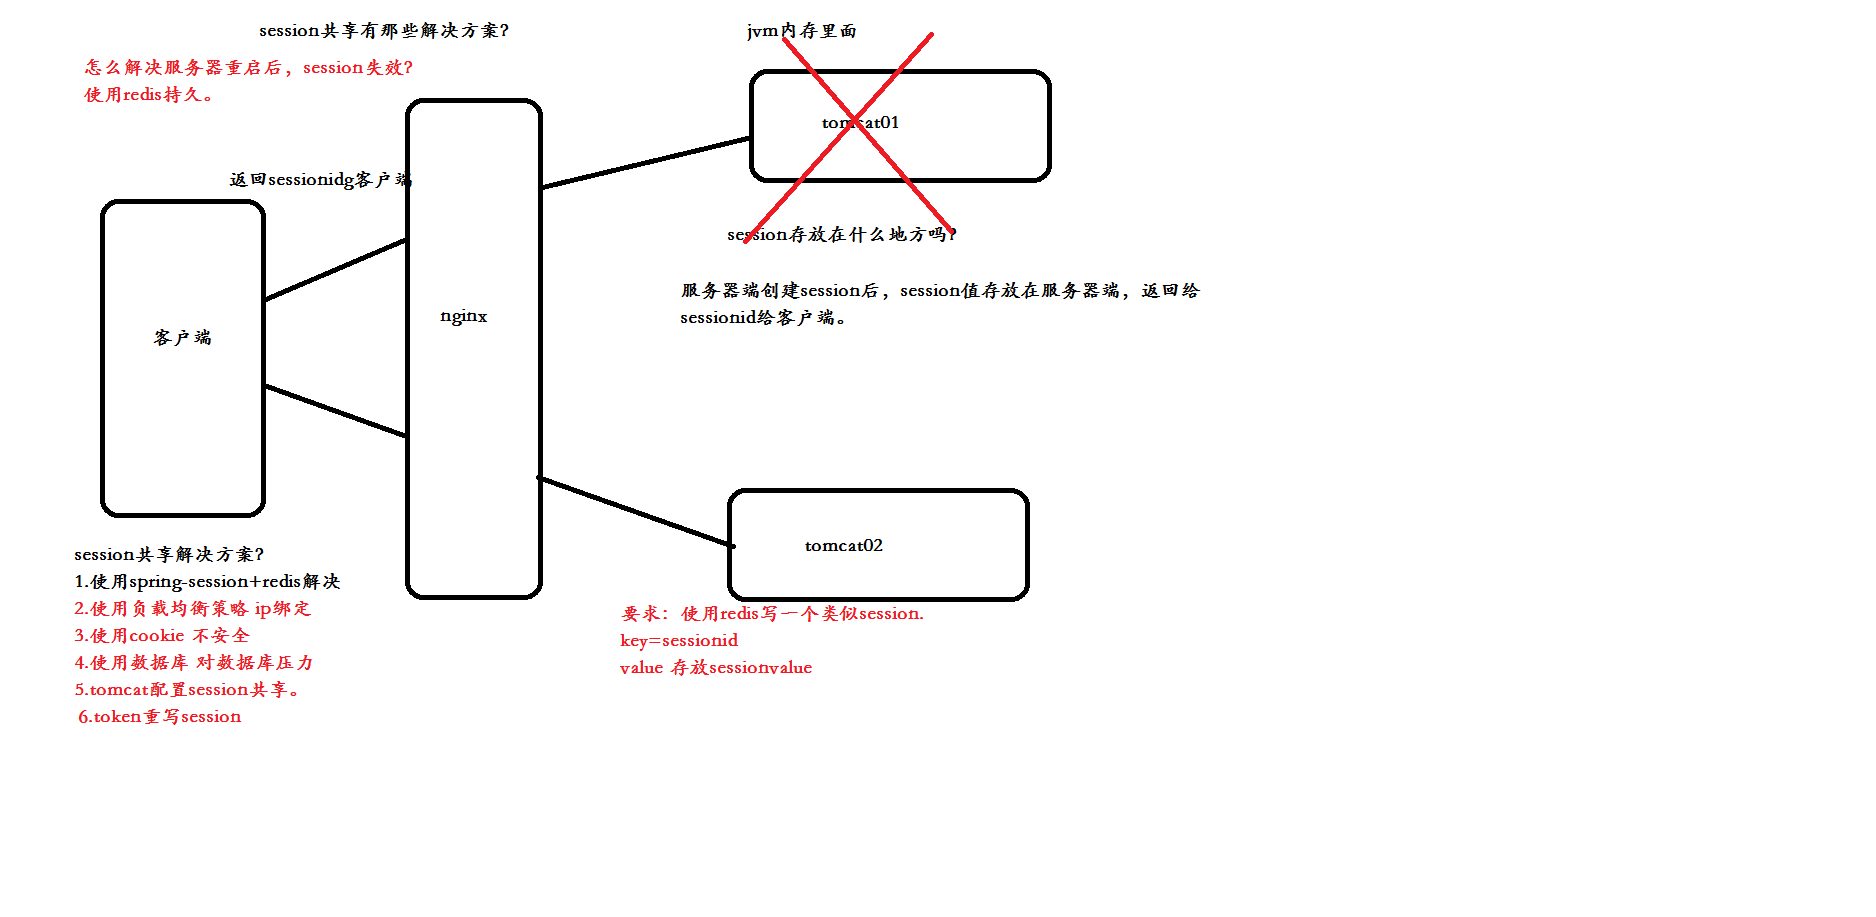 session共享有那些解决方案?
jvm内存里面
怎么解决服务器重启后，session失效?
使用redis持久。
tomcat01
返回sessionidg客户端
session存放在什么地方吗?
服务器端创建session后，session值存放在服务器端，返回给
sessionid给客户端。
nginx
客户端
tomcat02
session共享解决方案?
1.使用spring-session+redis解决
2.使用负载均衡策略 ip绑定
3.使用cookie 不安全
4.使用数据库 对数据库压力
5.tomcat配置session共享。
6.token重写session
要求：使用redis写一个类似session.
key=sessionid
value 存放sessionvalue